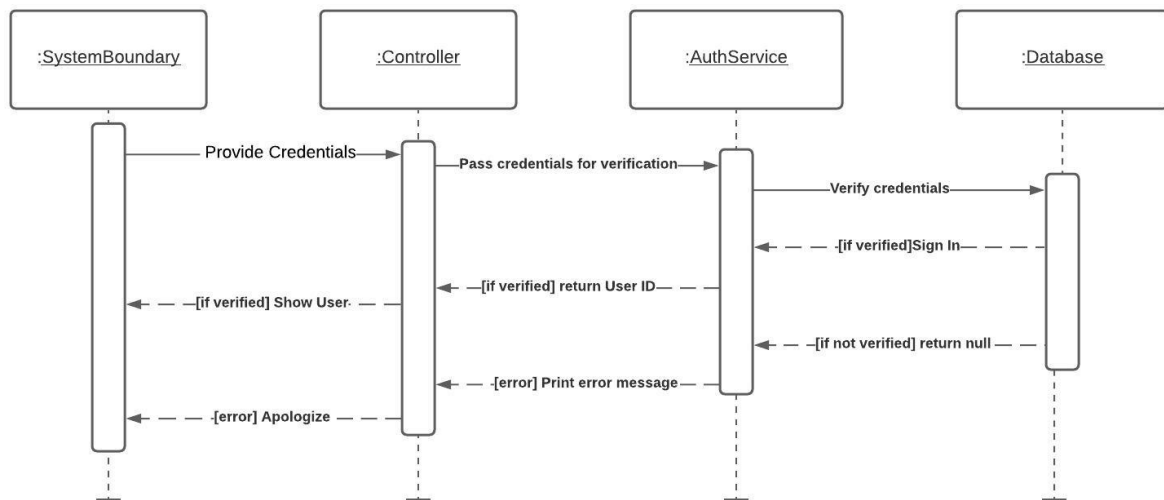 :SystemBoundary
:Controller
:AuthService
:Database
Provide Credentials
Pass credentials for verification
Verify credentials
[if verified]Sign In
[if verified] return User ID
[if verified] Show User
[if not verified] return null
[error] Print error message
[error] Apologize